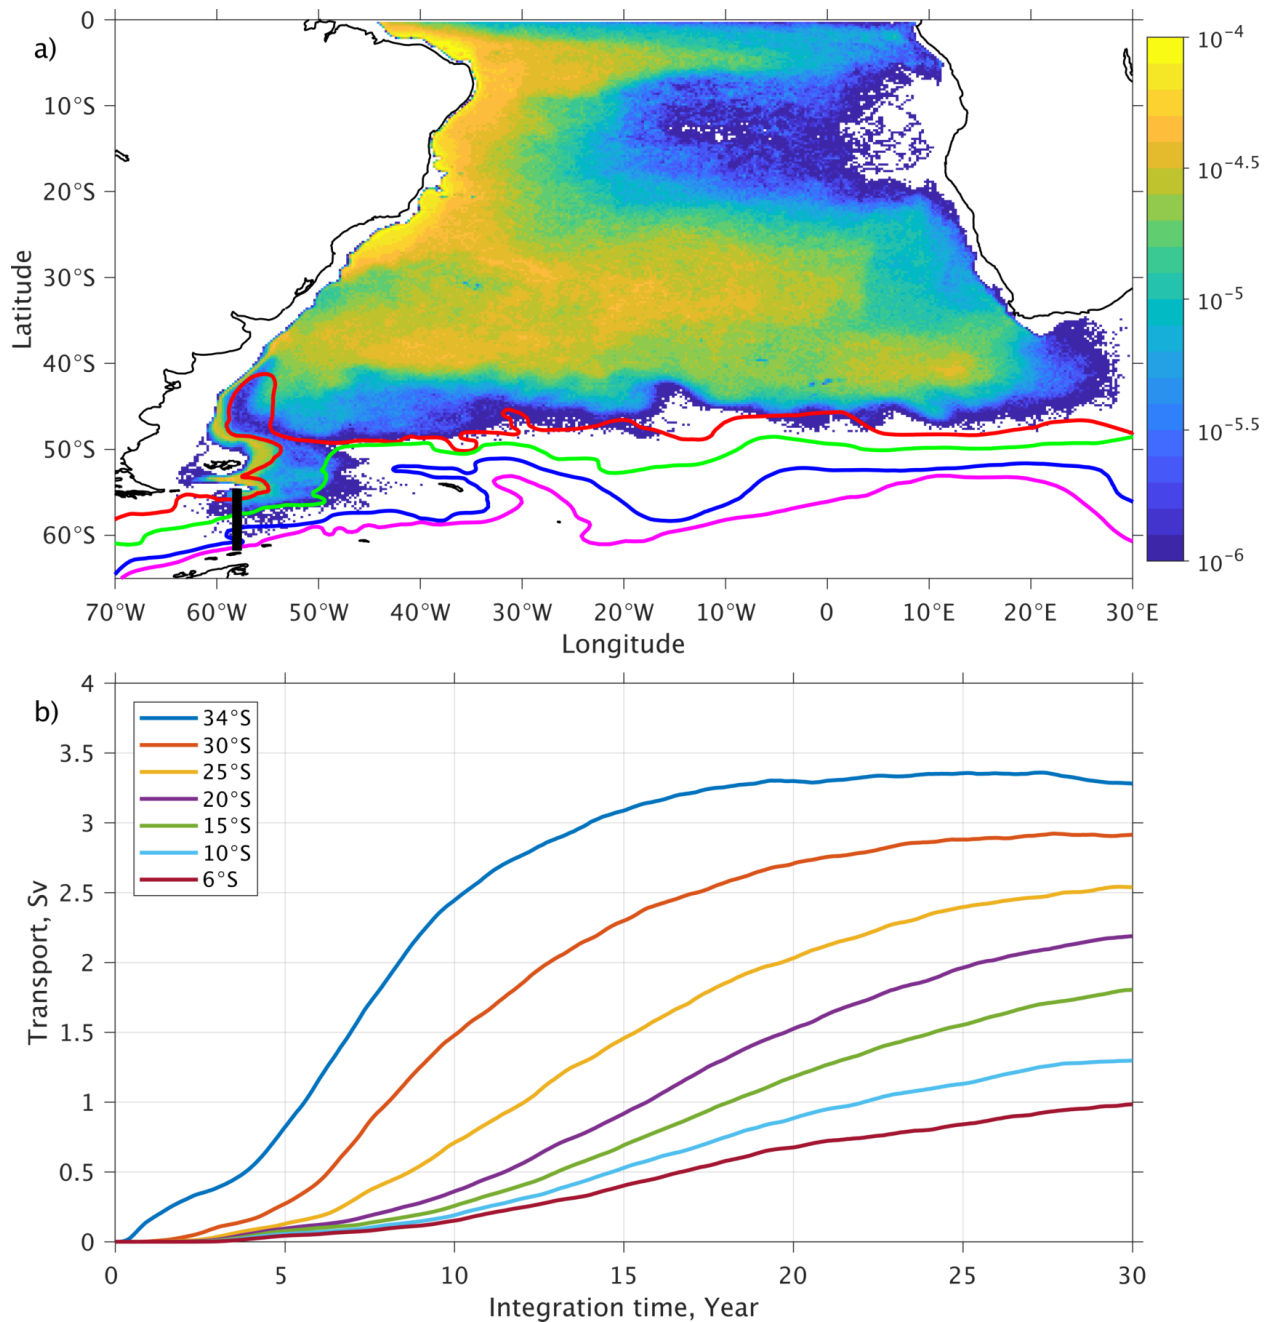 a)
0
10°S
20°S
30°S
40°S
50°S
60°S
Latitude
70°W 60°W 50°W 40°W 30°W 20°W 10°W 0 10°E 20°E 30°E
Longitude
10⁻⁴
10⁻⁴·⁵
10⁻⁵
10⁻⁵·⁵
10⁻⁶
b)
4
3.5
3
2.5
2
1.5
1
0.5
0
Transport, Sv
34°S
30°S
25°S
20°S
15°S
10°S
6°S
0 5 10 15 20 25 30
Integration time, Year